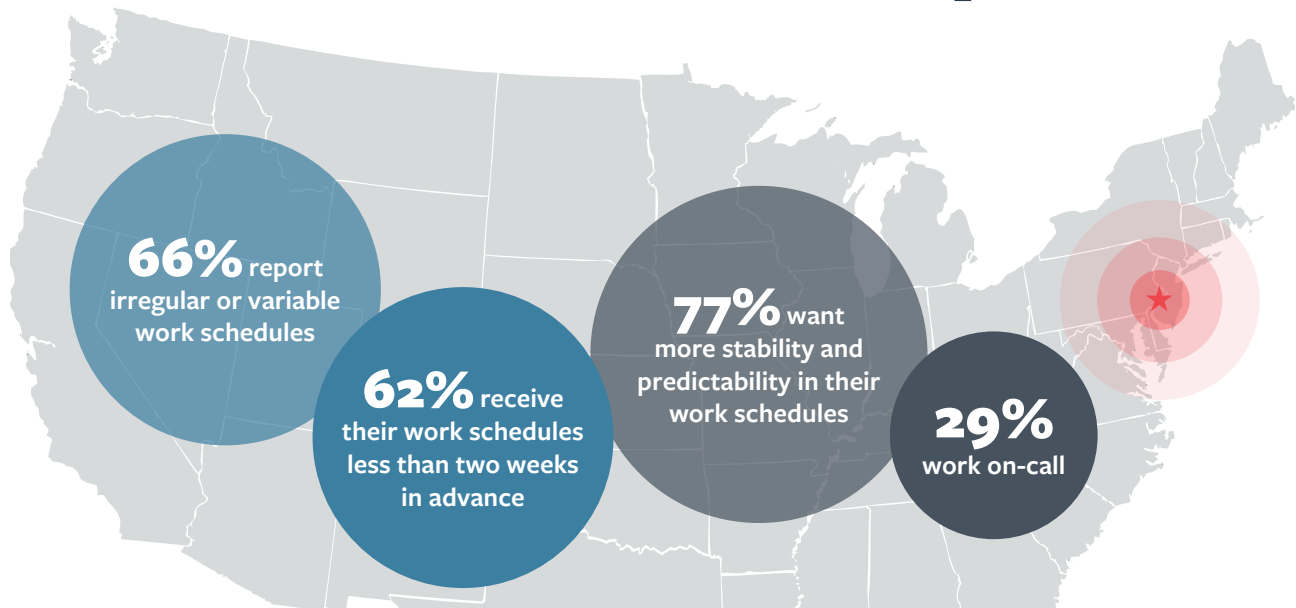 66% report
irregular or variable
work schedules
62% receive
their work schedules
less than two weeks
in advance
77% want
more stability and
predictability in their
work schedules
29%
work on-call